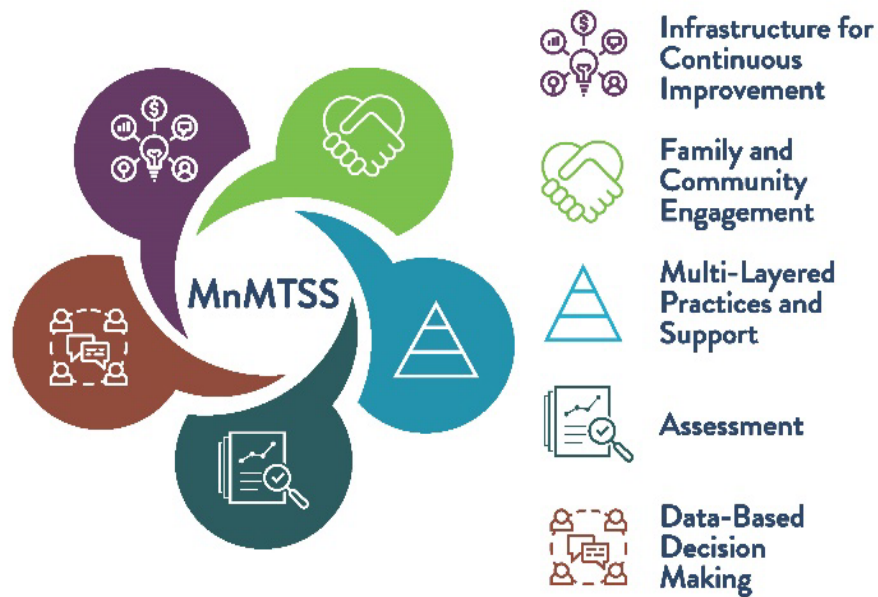 MnMTSS
Infrastructure for
Continuous
Improvement
Family and
Community
Engagement
Multi-Layered
Practices and
Support
Assessment
Data-Based
Decision
Making